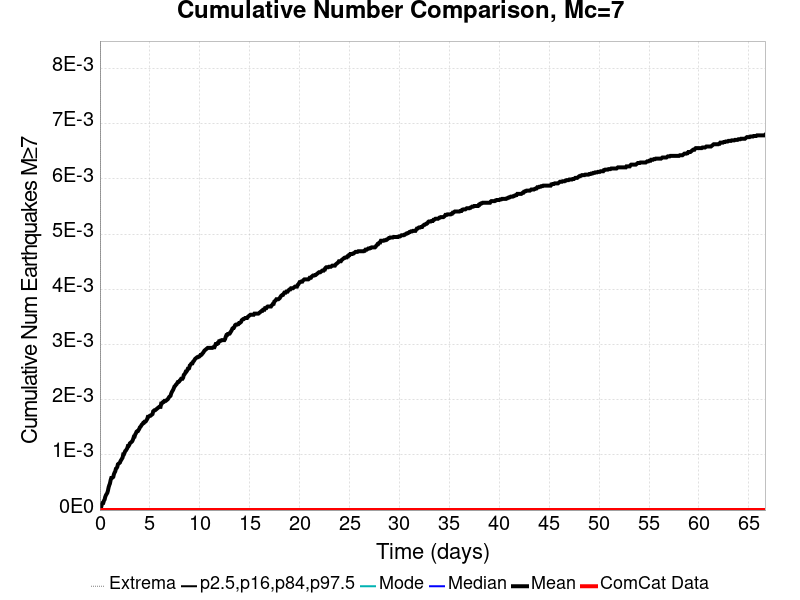 Cumulative Number Comparison, Mc=7
Cumulative Num Earthquakes M≥7
8E-3
7E-3
6E-3
5E-3
4E-3
3E-3
2E-3
1E-3
0E0
0 5 10 15 20 25 30 35 40 45 50 55 60 65
Time (days)
Extrema p2.5,p16,p84,p97.5 Mode Median Mean ComCat Data